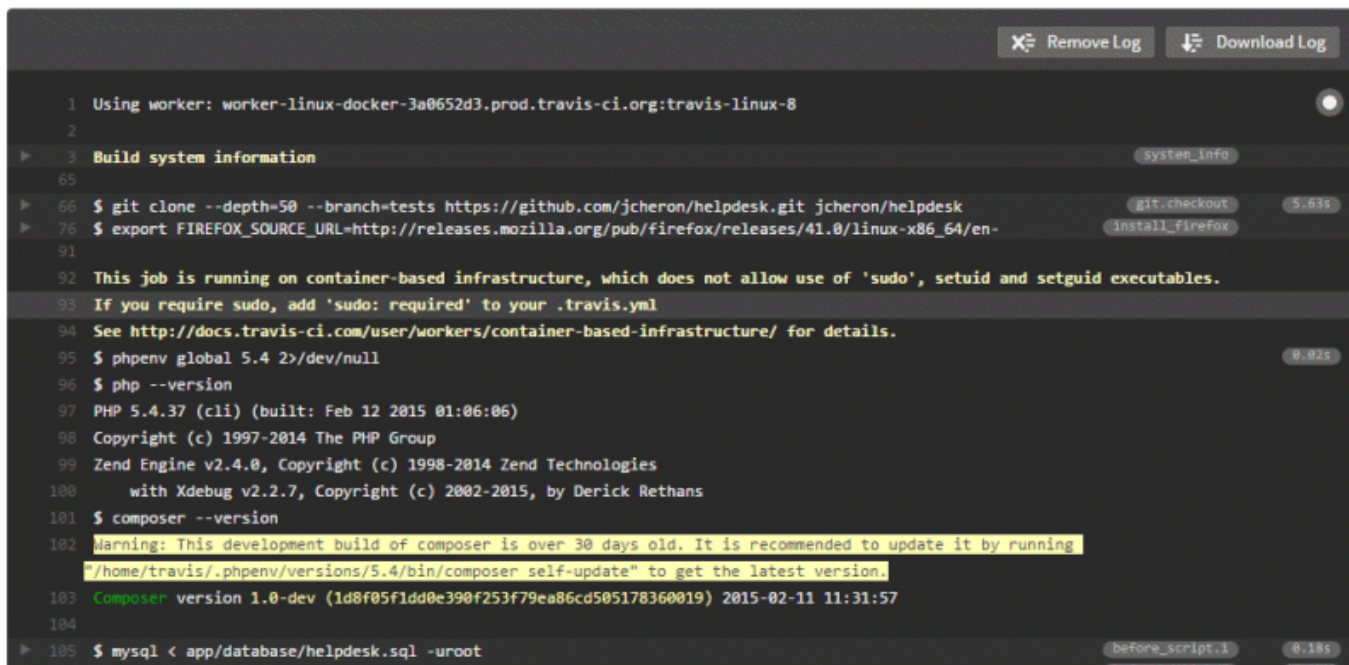 Remove Log Download Log
1 Using worker: worker-linux-docker-3a0652d3.prod.travis-ci.org:travis-linux-8
2
3 Build system information system_info
65
66 $ git clone --depth=50 --branch=tests https://github.com/jcheron/helpdesk.git jcheron/helpdesk git.checkout 5.63s
76 $ export FIREFOX_SOURCE_URL=http://releases.mozilla.org/pub/firefox/releases/41.0/linux-x86_64/en- install_firefox
91
92 This job is running on container-based infrastructure, which does not allow use of 'sudo', setuid and setguid executables.
93 If you require sudo, add 'sudo: required' to your .travis.yml
94 See http://docs.travis-ci.com/user/workers/container-based-infrastructure/ for details.
95 $ phpenv global 5.4 2>/dev/null 0.02s
96 $ php --version
97 PHP 5.4.37 (cli) (built: Feb 12 2015 01:06:06)
98 Copyright (c) 1997-2014 The PHP Group
99 Zend Engine v2.4.0, Copyright (c) 1998-2014 Zend Technologies
100 with Xdebug v2.2.7, Copyright (c) 2002-2015, by Derick Rethans
101 $ composer --version
102 Warning: This development build of composer is over 30 days old. It is recommended to update it by running
"/home/travis/.phpenv/versions/5.4/bin/composer self-update" to get the latest version.
103 Composer version 1.0-dev (1d8f05f1dd0e390f253f79ea86cd505178360019) 2015-02-11 11:31:57
104
105 $ mysql < app/database/helpdesk.sql -uroot before_script.1 0.18s